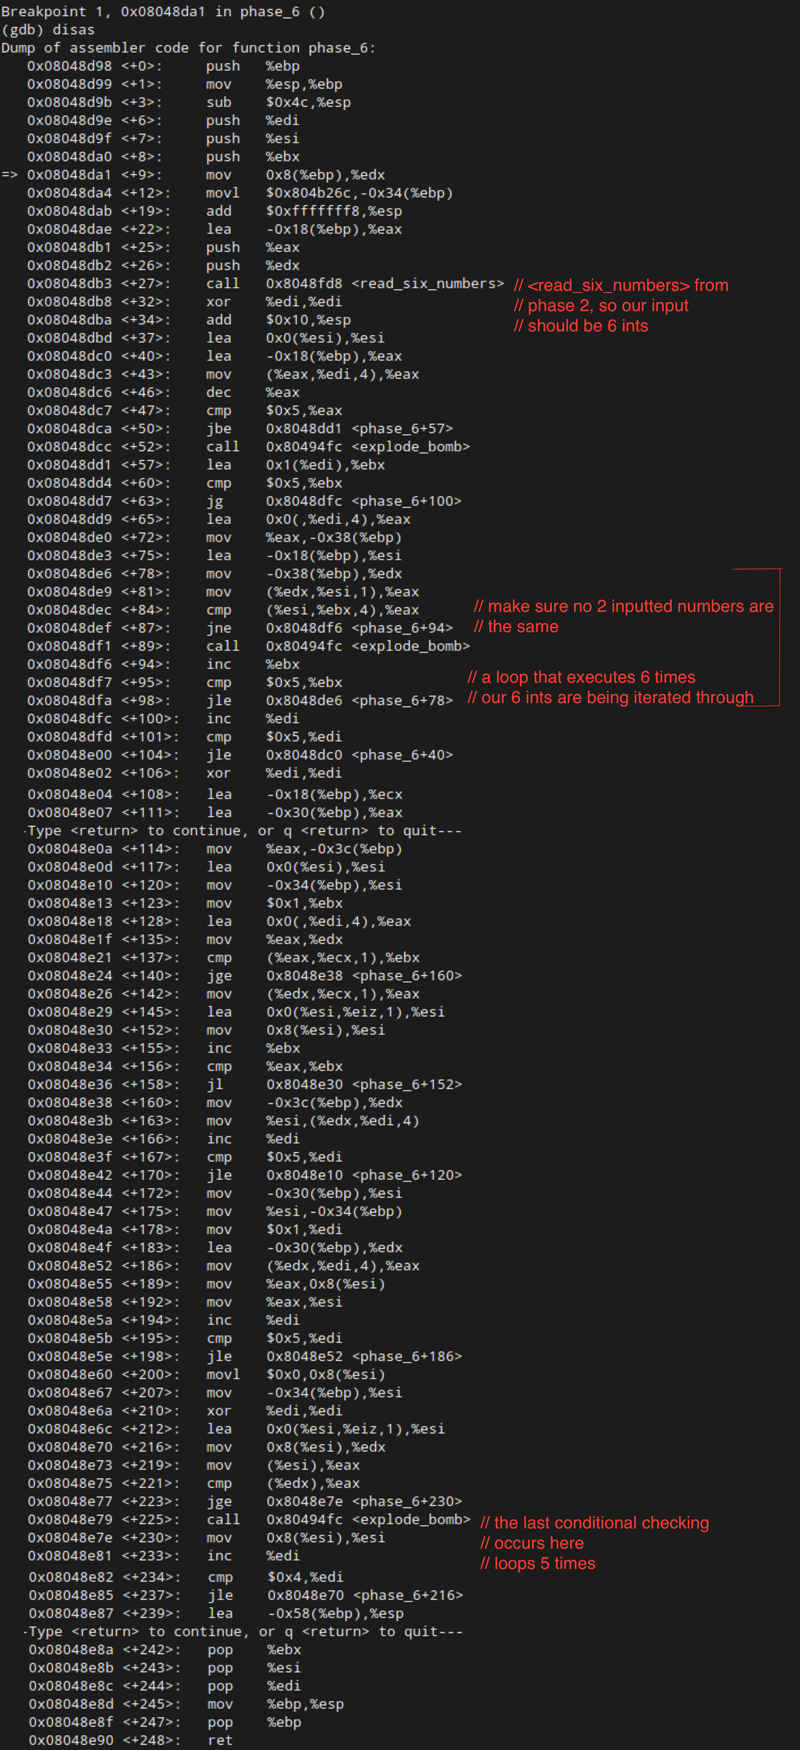 Breakpoint 1, 0x08048da1 in phase_6 ()
(gdb) disas
Dump of assembler code for function phase_6:
0x08048d98 <+0>: push %ebp
0x08048d99 <+1>: mov %esp,%ebp
0x08048d9b <+3>: sub $0x4c,%esp
0x08048d9e <+6>: push %edi
0x08048d9f <+7>: push %esi
0x08048da0 <+8>: push %ebx
=> 0x08048da1 <+9>: mov 0x8(%ebp),%edx
0x08048da4 <+12>: movl $0x804b26c,-0x34(%ebp)
0x08048dab <+19>: add $0xfffffff8,%esp
0x08048dae <+22>: lea -0x18(%ebp),%eax
0x08048db1 <+25>: push %eax
0x08048db2 <+26>: push %edx
0x08048db3 <+27>: call 0x8048fd8 <read_six_numbers> // <read_six_numbers> from
0x08048db8 <+32>: xor %edi,%edi // phase 2, so our input
0x08048dba <+34>: add $0x10,%esp // should be 6 ints
0x08048dbd <+37>: lea 0x0(%esi),%esi
0x08048dc0 <+40>: lea -0x18(%ebp),%eax
0x08048dc3 <+43>: mov (%eax,%edi,4),%eax
0x08048dc6 <+46>: dec %eax
0x08048dc7 <+47>: cmp $0x5,%eax
0x08048dca <+50>: jbe 0x8048dd1 <phase_6+57>
0x08048dcc <+52>: call 0x80494fc <explode_bomb>
0x08048dd1 <+57>: lea 0x1(%edi),%ebx
0x08048dd4 <+60>: cmp $0x5,%ebx
0x08048dd7 <+63>: jg 0x8048dfc <phase_6+100>
0x08048dd9 <+65>: lea 0x0(,%edi,4),%eax
0x08048de0 <+72>: mov %eax,-0x38(%ebp)
0x08048de3 <+75>: lea -0x18(%ebp),%esi
0x08048de6 <+78>: mov -0x38(%ebp),%edx
0x08048de9 <+81>: mov (%edx,%esi,1),%eax
0x08048dec <+84>: cmp (%esi,%ebx,4),%eax // make sure no 2 inputted numbers are
0x08048def <+87>: jne 0x8048df6 <phase_6+94> // the same
0x08048df1 <+89>: call 0x80494fc <explode_bomb>
0x08048df6 <+94>: inc %ebx
0x08048df7 <+95>: cmp $0x5,%ebx // a loop that executes 6 times
0x08048dfa <+98>: jle 0x8048de6 <phase_6+78> // our 6 ints are being iterated through
0x08048dfc <+100>: inc %edi
0x08048dfd <+101>: cmp $0x5,%edi
0x08048e00 <+104>: jle 0x8048dc0 <phase_6+40>
0x08048e02 <+106>: xor %edi,%edi
0x08048e04 <+108>: lea -0x18(%ebp),%ecx
0x08048e07 <+111>: lea -0x30(%ebp),%eax
-Type <return> to continue, or q <return> to quit---
0x08048e0a <+114>: mov %eax,-0x3c(%ebp)
0x08048e0d <+117>: lea 0x0(%esi),%esi
0x08048e10 <+120>: mov -0x34(%ebp),%esi
0x08048e13 <+123>: mov $0x1,%ebx
0x08048e18 <+128>: lea 0x0(,%edi,4),%eax
0x08048e1f <+135>: mov %eax,%edx
0x08048e21 <+137>: cmp (%eax,%ecx,1),%ebx
0x08048e24 <+140>: jge 0x8048e38 <phase_6+160>
0x08048e26 <+142>: mov (%edx,%ecx,1),%eax
0x08048e29 <+145>: lea 0x0(%esi,%eiz,1),%esi
0x08048e30 <+152>: mov 0x8(%esi),%esi
0x08048e33 <+155>: inc %ebx
0x08048e34 <+156>: cmp %eax,%ebx
0x08048e36 <+158>: jl 0x8048e30 <phase_6+152>
0x08048e38 <+160>: mov -0x3c(%ebp),%edx
0x08048e3b <+163>: mov %esi,(%edx,%edi,4)
0x08048e3e <+166>: inc %edi
0x08048e3f <+167>: cmp $0x5,%edi
0x08048e42 <+170>: jle 0x8048e10 <phase_6+120>
0x08048e44 <+172>: mov -0x30(%ebp),%esi
0x08048e47 <+175>: mov %esi,-0x34(%ebp)
0x08048e4a <+178>: mov $0x1,%edi
0x08048e4f <+183>: lea -0x30(%ebp),%edx
0x08048e52 <+186>: mov (%edx,%edi,4),%eax
0x08048e55 <+189>: mov %eax,0x8(%esi)
0x08048e58 <+192>: mov %eax,%esi
0x08048e5a <+194>: inc %edi
0x08048e5b <+195>: cmp $0x5,%edi
0x08048e5e <+198>: jle 0x8048e52 <phase_6+186>
0x08048e60 <+200>: movl $0x0,0x8(%esi)
0x08048e67 <+207>: mov -0x34(%ebp),%esi
0x08048e6a <+210>: xor %edi,%edi
0x08048e6c <+212>: lea 0x0(%esi,%eiz,1),%esi
0x08048e70 <+216>: mov 0x8(%esi),%edx
0x08048e73 <+219>: mov (%esi),%eax
0x08048e75 <+221>: cmp (%edx),%eax
0x08048e77 <+223>: jge 0x8048e7e <phase_6+230>
0x08048e79 <+225>: call 0x80494fc <explode_bomb> // the last conditional checking
0x08048e7e <+230>: mov 0x8(%esi),%esi // occurs here
0x08048e81 <+233>: inc %edi // loops 5 times
0x08048e82 <+234>: cmp $0x4,%edi
0x08048e85 <+237>: jle 0x8048e70 <phase_6+216>
0x08048e87 <+239>: lea -0x58(%ebp),%esp
-Type <return> to continue, or q <return> to quit---
0x08048e8a <+242>: pop %ebx
0x08048e8b <+243>: pop %esi
0x08048e8c <+244>: pop %edi
0x08048e8d <+245>: mov %ebp,%esp
0x08048e8f <+247>: pop %ebp
0x08048e90 <+248>: ret